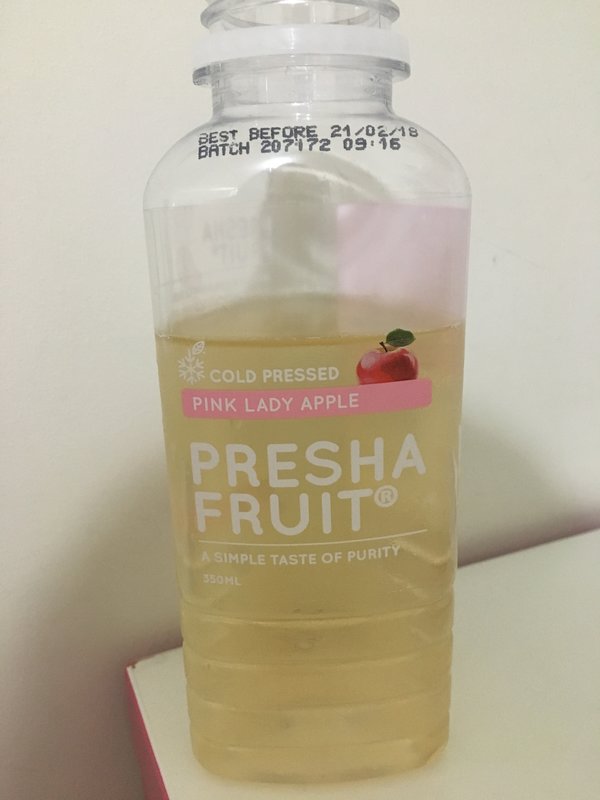 BEST BEFORE 21/02/18
BATCH 207172 09:16
COLD PRESSED
PINK LADY APPLE
PRESHA
FRUIT®
A SIMPLE TASTE OF PURITY
350ML